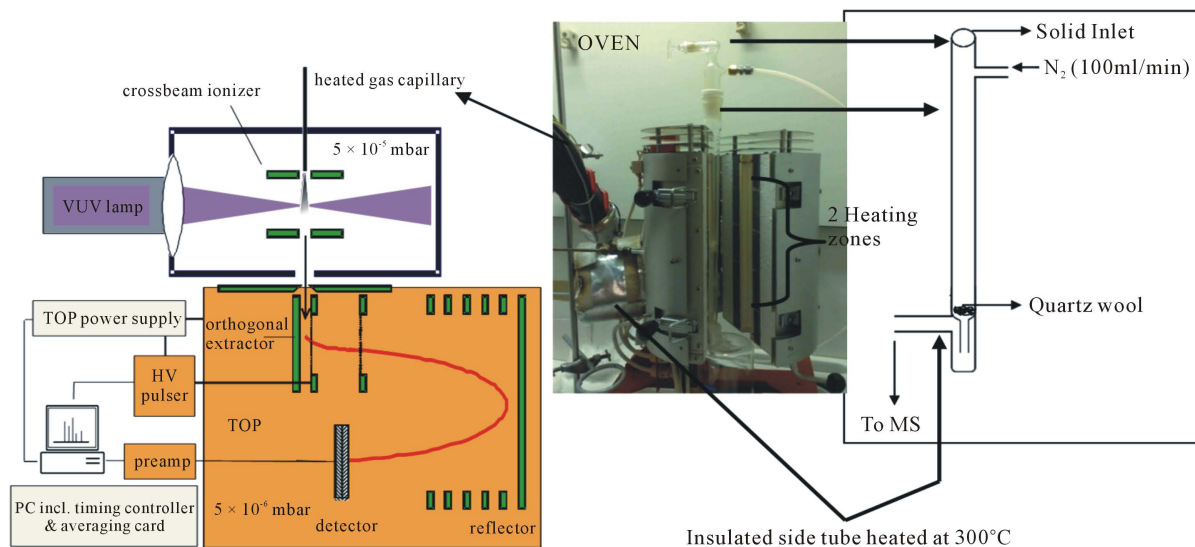 heated gas capillary
crossbeam ionizer
5 × 10⁻⁵ mbar
VUV lamp
TOP power supply
orthogonal
extractor
HV
pulser
TOP
preamp
PC incl. timing controller
& averaging card
5 × 10⁻⁶ mbar
detector
reflector
OVEN
2 Heating
zones
Solid Inlet
N₂ (100ml/min)
Quartz wool
To MS
Insulated side tube heated at 300°C